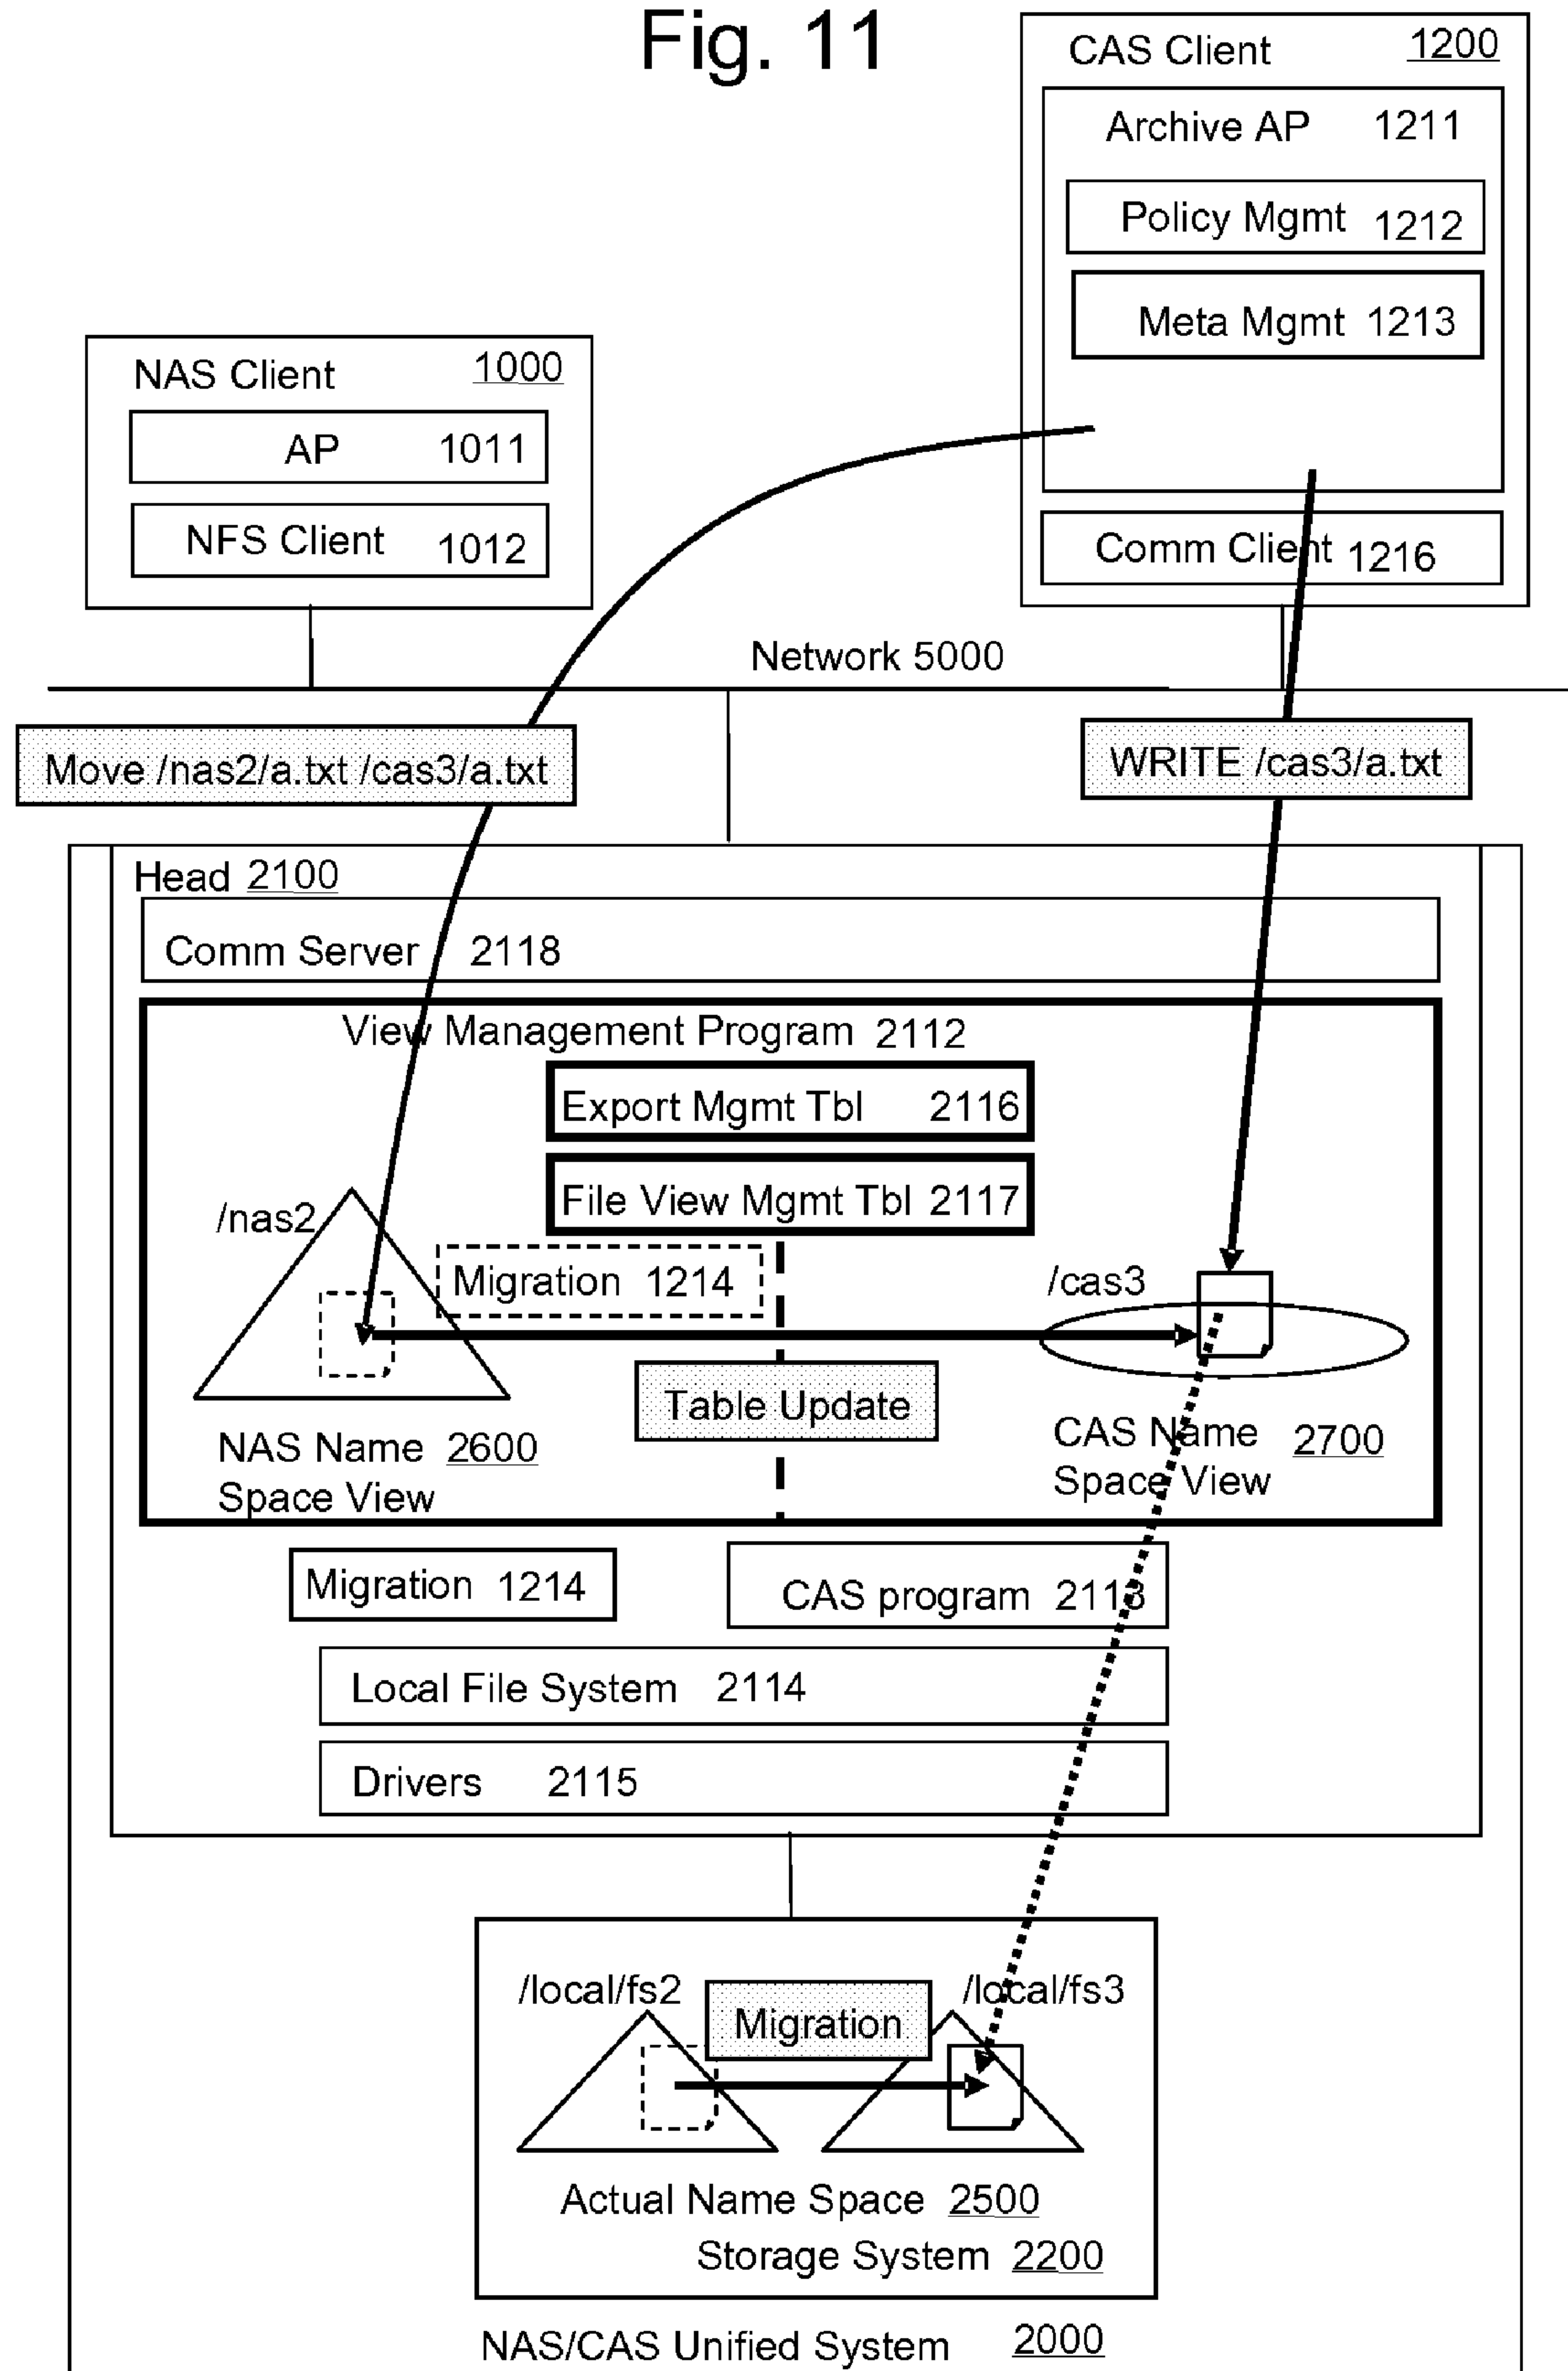 Fig. 11
CAS Client 1200
Archive AP 1211
Policy Mgmt 1212
Meta Mgmt 1213
Comm Client 1216
NAS Client 1000
AP 1011
NFS Client 1012
Network 5000
Move /nas2/a.txt /cas3/a.txt
WRITE /cas3/a.txt
Head 2100
Comm Server 2118
View Management Program 2112
Export Mgmt Tbl 2116
File View Mgmt Tbl 2117
/nas2
Migration 1214
/cas3
Table Update
NAS Name 2600
Space View
CAS Name 2700
Space View
Migration 1214
CAS program 2113
Local File System 2114
Drivers 2115
/local/fs2
Migration
/local/fs3
Actual Name Space 2500
Storage System 2200
NAS/CAS Unified System 2000